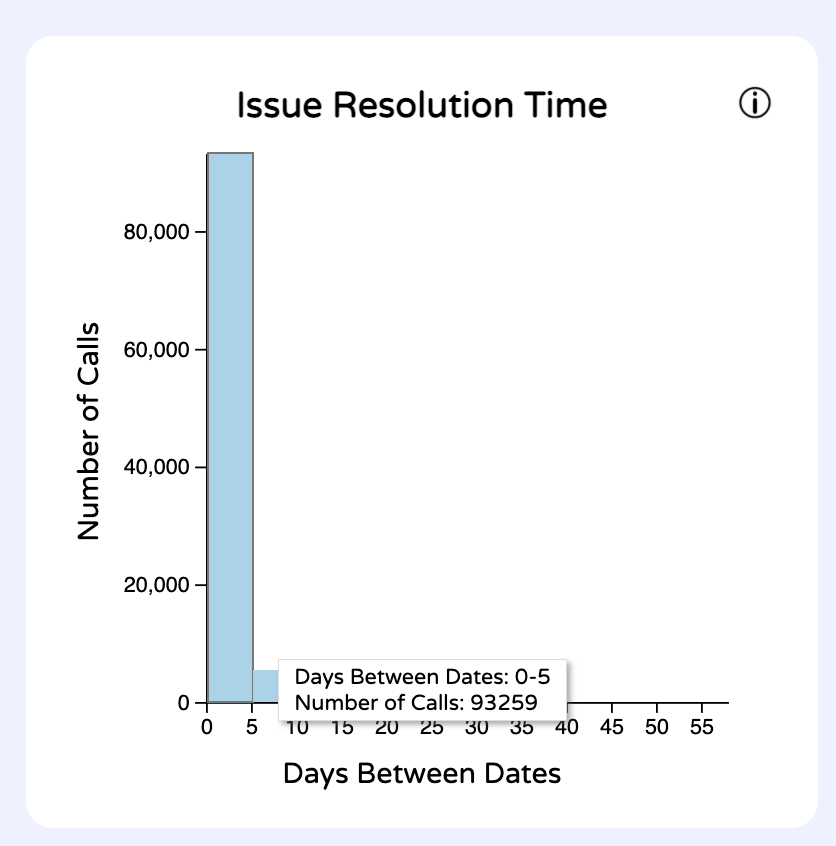 Issue Resolution Time
Number of Calls
80,000
60,000
40,000
20,000
0
Days Between Dates: 0-5
Number of Calls: 93259
0 5 10 15 20 25 30 35 40 45 50 55
Days Between Dates